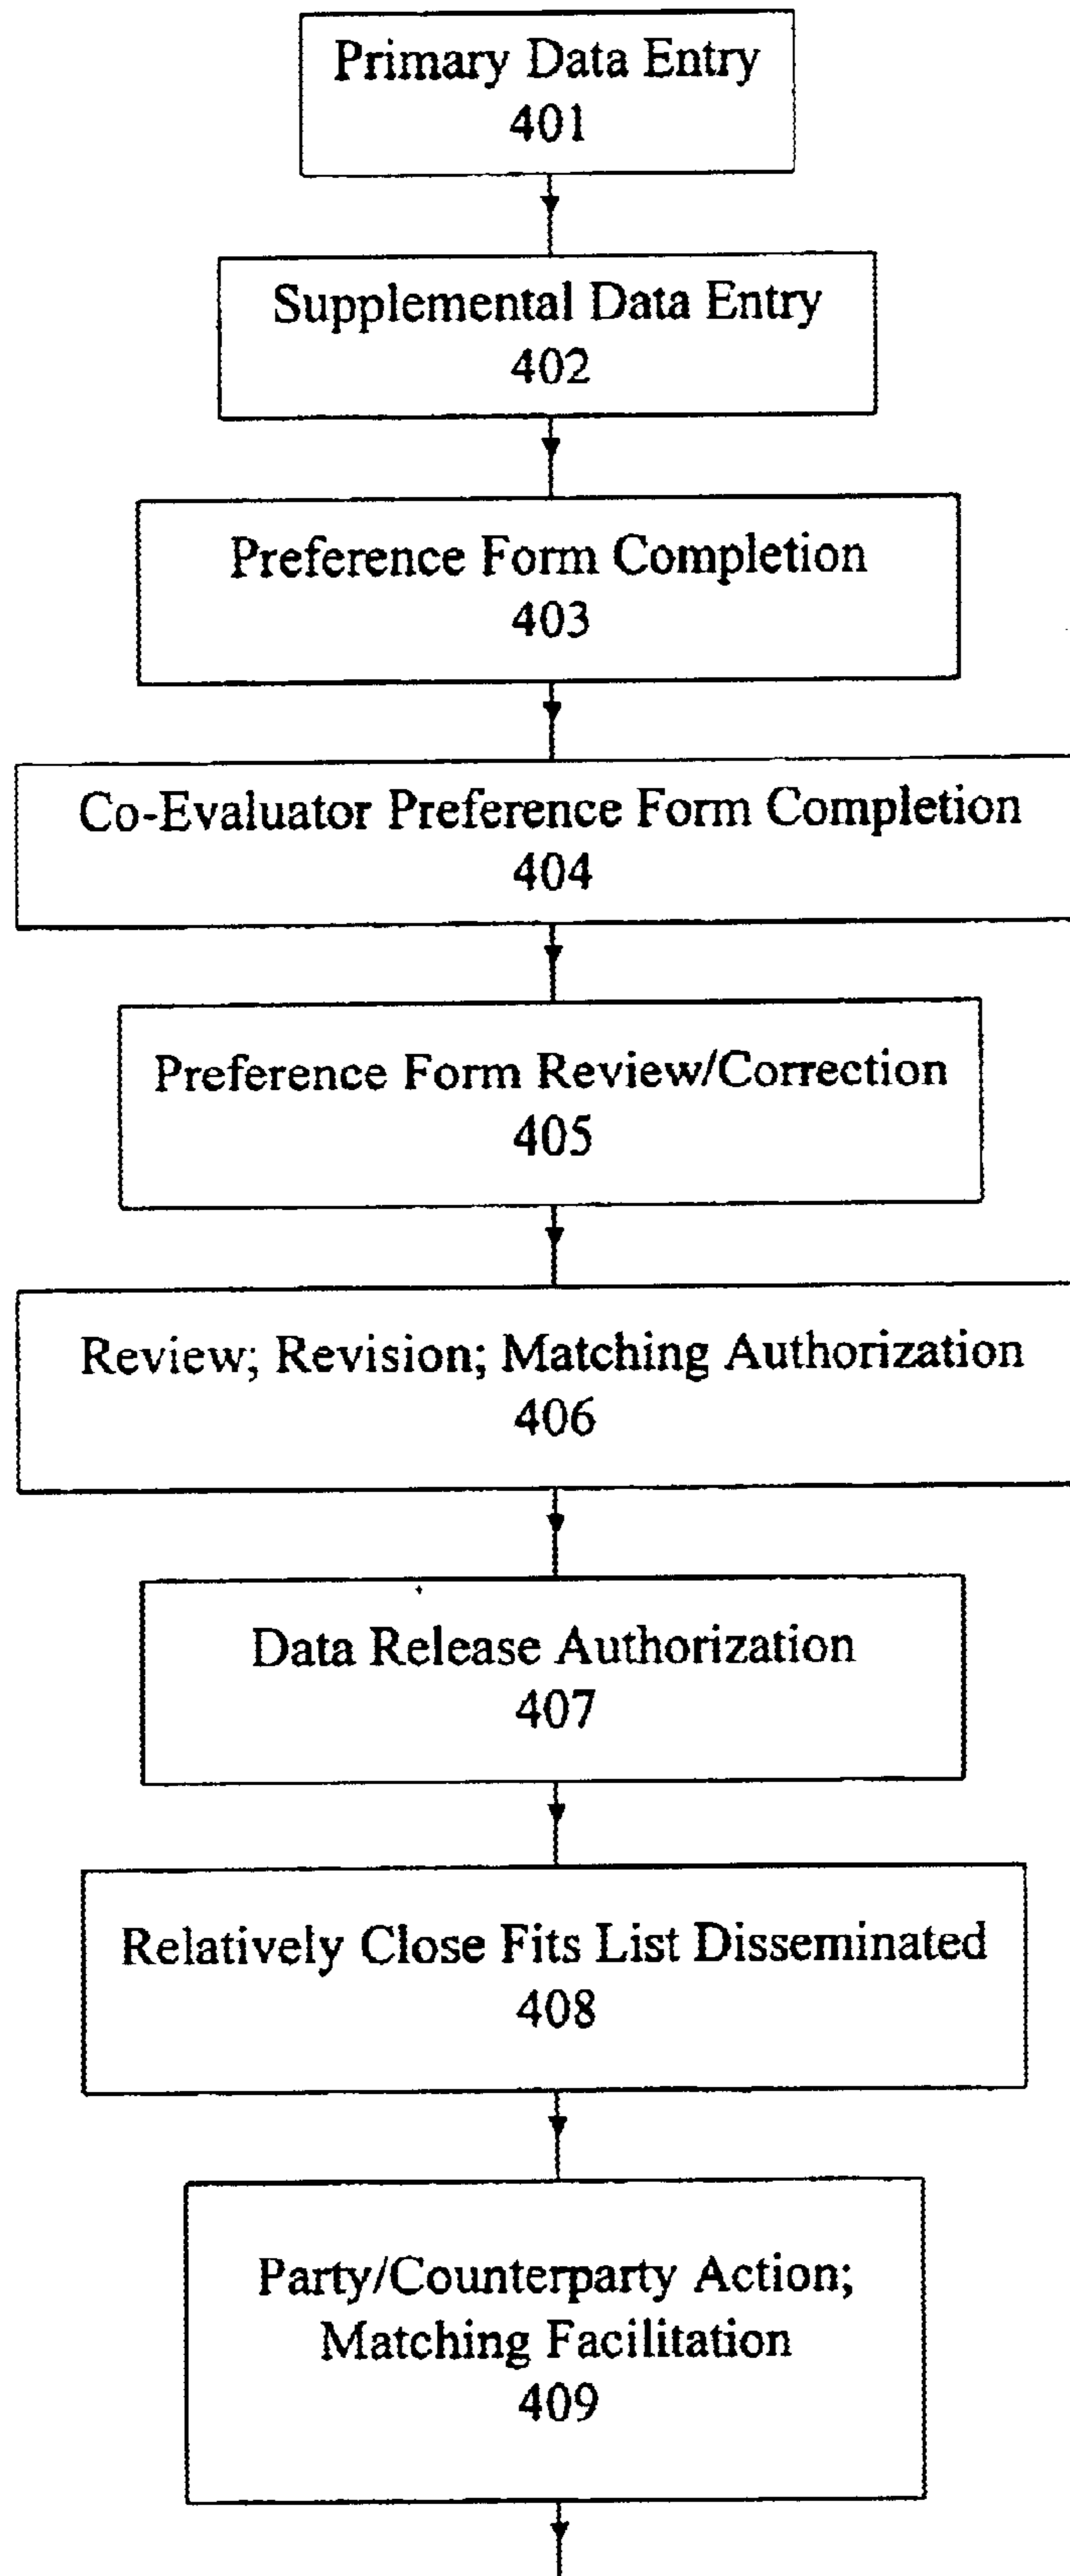 Primary Data Entry
401
Supplemental Data Entry
402
Preference Form Completion
403
Co-Evaluator Preference Form Completion
404
Preference Form Review/Correction
405
Review; Revision; Matching Authorization
406
Data Release Authorization
407
Relatively Close Fits List Disseminated
408
Party/Counterparty Action;
Matching Facilitation
409